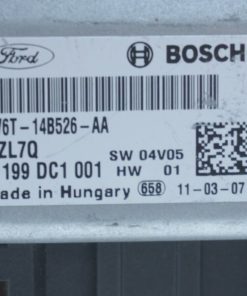 Ford BOSCH
V6T-14B526-AA
ZL7Q SW 04V05
199 DC1 001 HW 01
ade in Hungary 658 11-03-07